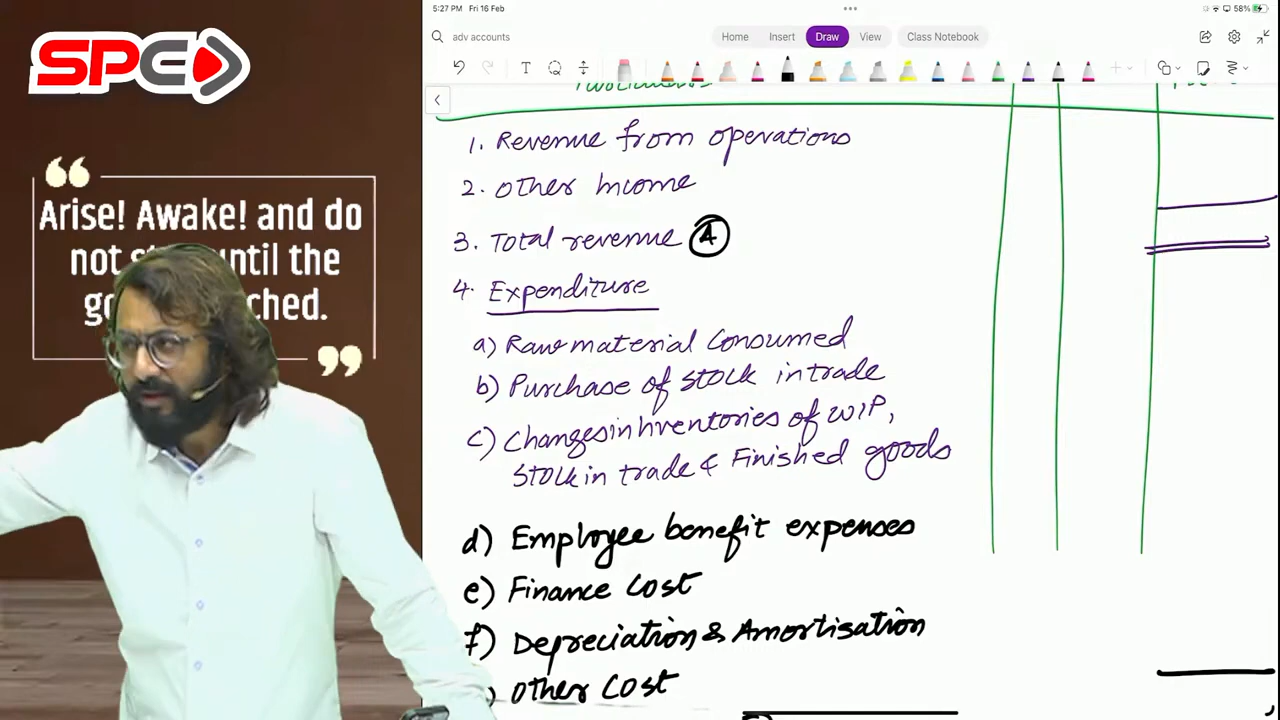 5:27 PM Fri 16 Feb
58%
adv accounts
Home Insert Draw View Class Notebook
SPE
Arise! Awake! and do
not until the
ched.
1. Revenue from operations
2. Other Income
3. Total revenue A
4. Expenditure
a) Raw material Consumed
b) Purchase of Stock in trade
c) Changes in Inventories of WIP,
Stock in trade & Finished goods
d) Employee benefit expenses
e) Finance Cost
f) Depreciation & Amortisation
) Other Cost